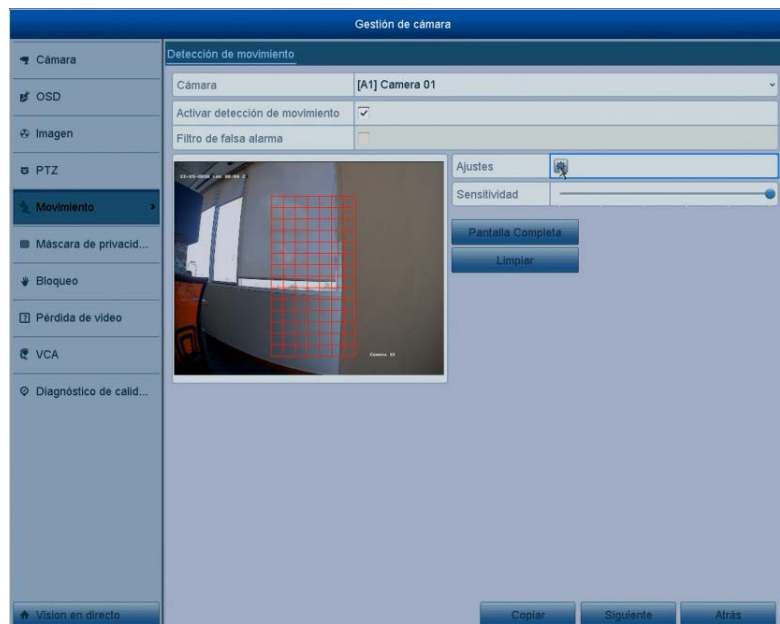 Gestión de cámara
Cámara
OSD
Imagen
PTZ
Movimiento
Máscara de privacid...
Bloqueo
Pérdida de video
VCA
Diagnóstico de calid...
Vision en directo
Detección de movimiento
Cámara [A1] Camera 01
Activar detección de movimiento
Filtro de falsa alarma
Camera 01
Ajustes
Sensitividad
Pantalla Completa
Limpiar
Copiar Siguiente Atrás